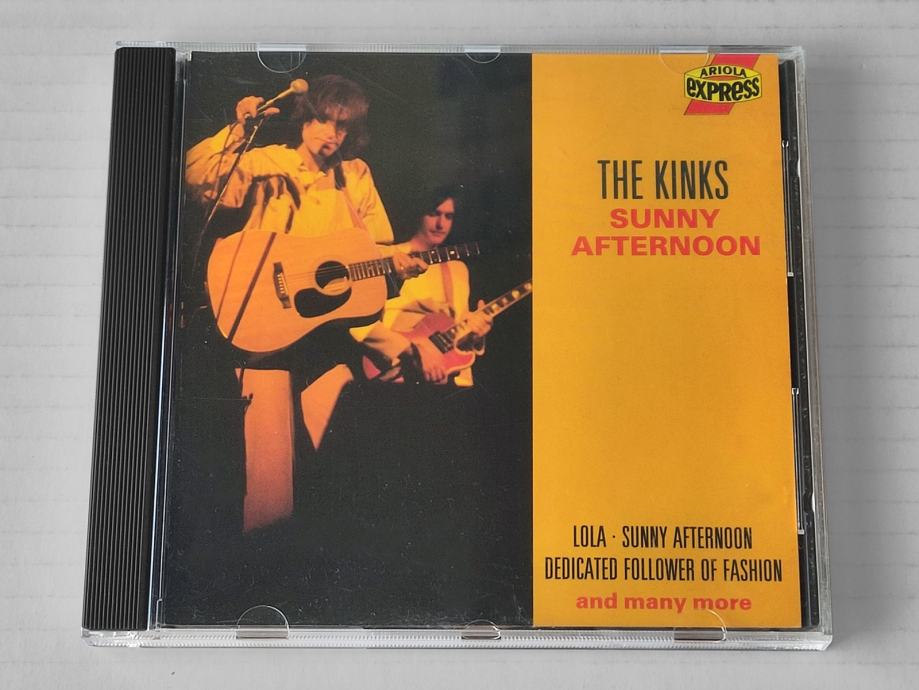 ARIOLA
EXPRESS
THE KINKS
SUNNY
AFTERNOON
LOLA · SUNNY AFTERNOON
DEDICATED FOLLOWER OF FASHION
and many more